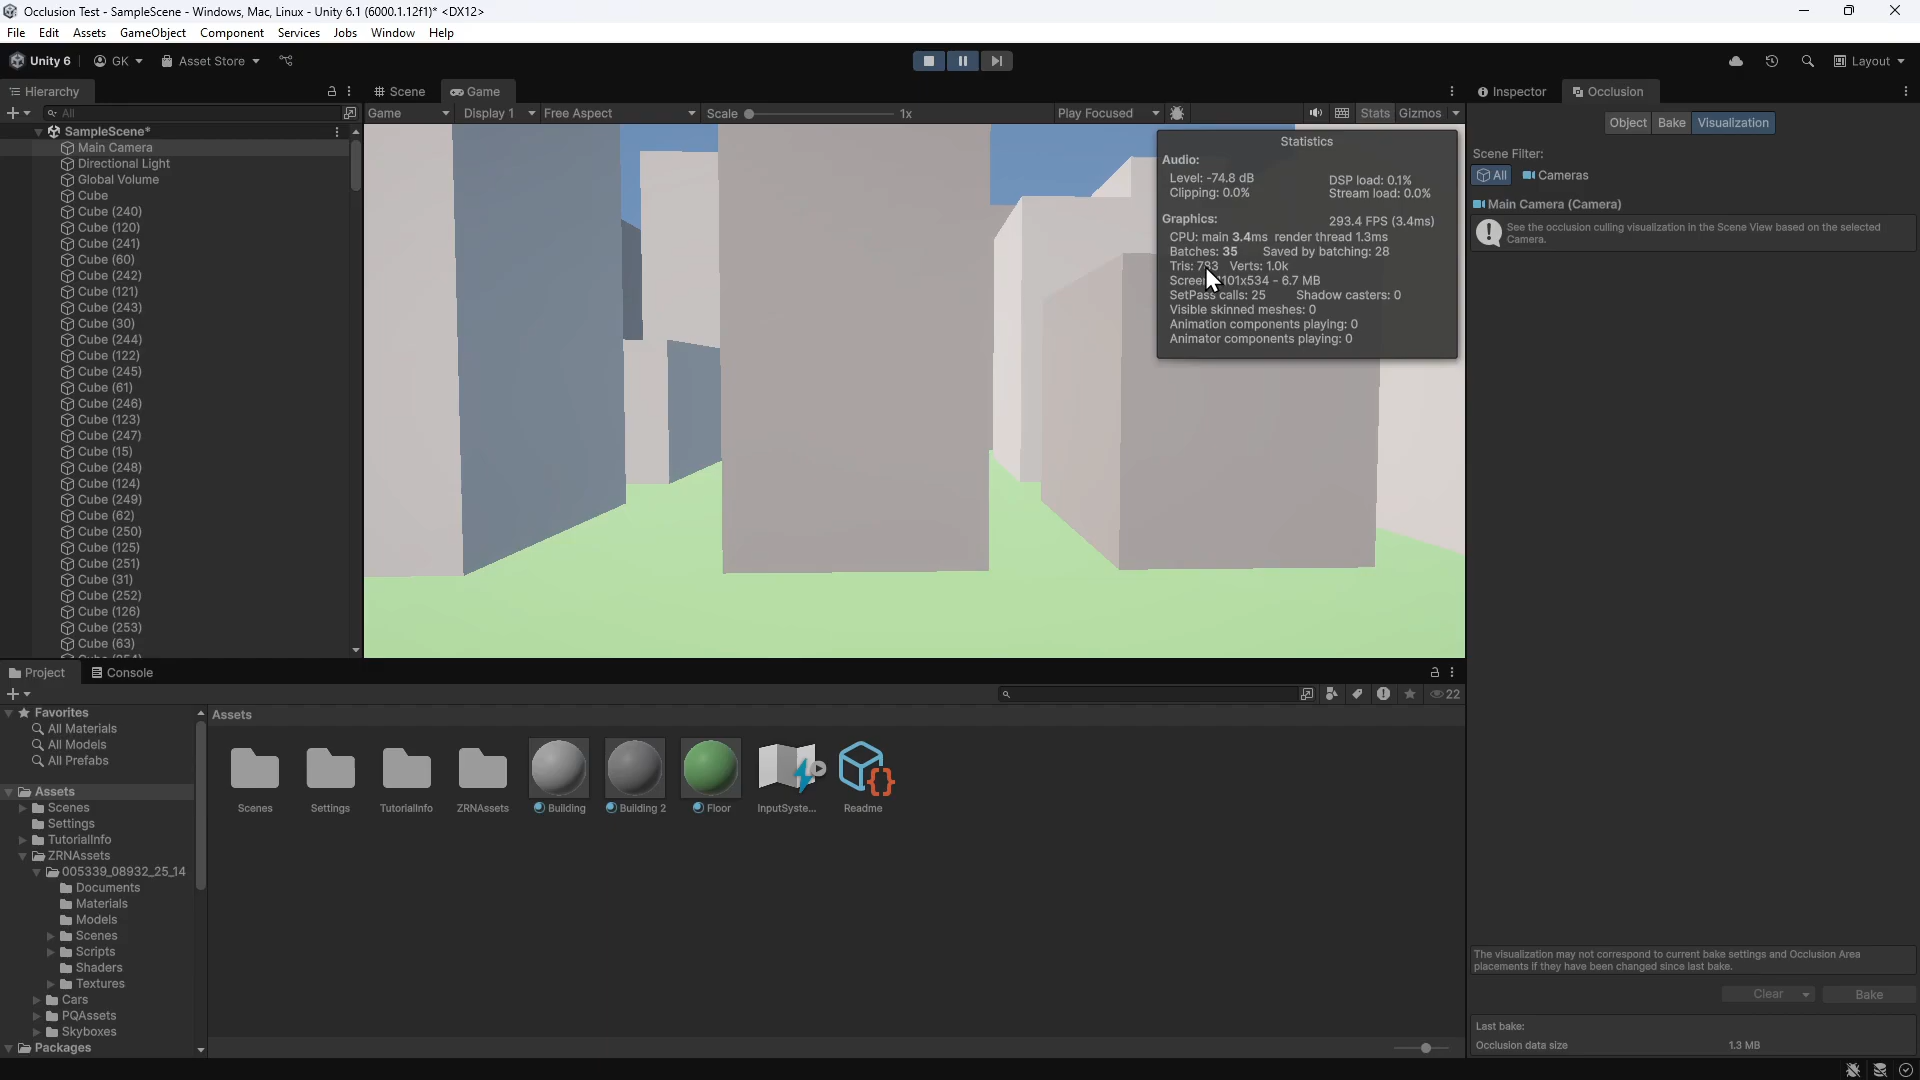 Occlusion Test - SampleScene - Windows, Mac, Linux - Unity 6.1 (6000.1.12f1)* <DX12>
File Edit Assets GameObject Component Services Jobs Window Help
Unity 6 GK Asset Store Layout
Hierarchy
All
SampleScene*
Main Camera
Directional Light
Global Volume
Cube
Cube (240)
Cube (120)
Cube (241)
Cube (60)
Cube (242)
Cube (121)
Cube (243)
Cube (30)
Cube (244)
Cube (122)
Cube (245)
Cube (61)
Cube (246)
Cube (123)
Cube (247)
Cube (15)
Cube (248)
Cube (124)
Cube (249)
Cube (62)
Cube (250)
Cube (125)
Cube (251)
Cube (31)
Cube (252)
Cube (126)
Cube (253)
Cube (63)
Scene Game
Game Display 1 Free Aspect Scale 1x Play Focused Stats Gizmos
Statistics
Audio:
Level: -74.8 dB DSP load: 0.1%
Clipping: 0.0% Stream load: 0.0%
Graphics: 293.4 FPS (3.4ms)
CPU: main 3.4ms render thread 1.3ms
Batches: 35 Saved by batching: 28
Tris: 783 Verts: 1.0k
- 6.7 MB
SetPass calls: 25 Shadow casters: 0
Visible skinned meshes: 0
Animation components playing: 0
Animator components playing: 0
Inspector Occlusion
Object Bake Visualization
Scene Filter:
All Cameras
Main Camera (Camera)
See the occlusion culling visualization in the Scene View based on the selected
Camera.
The visualization may not correspond to current bake settings and Occlusion Area
placements if they have been changed since last bake.
Clear Bake
Last bake:
Occlusion data size 1.3 MB
Project Console
22
Favorites
All Materials
All Models
All Prefabs
Assets
Scenes
Settings
TutorialInfo
ZRNAssets
005339_08932_25_14
Documents
Materials
Models
Scenes
Scripts
Shaders
Textures
Cars
PQAssets
Skyboxes
Packages
Assets
Scenes Settings TutorialInfo ZRNAssets Building Building 2 Floor InputSyste... Readme